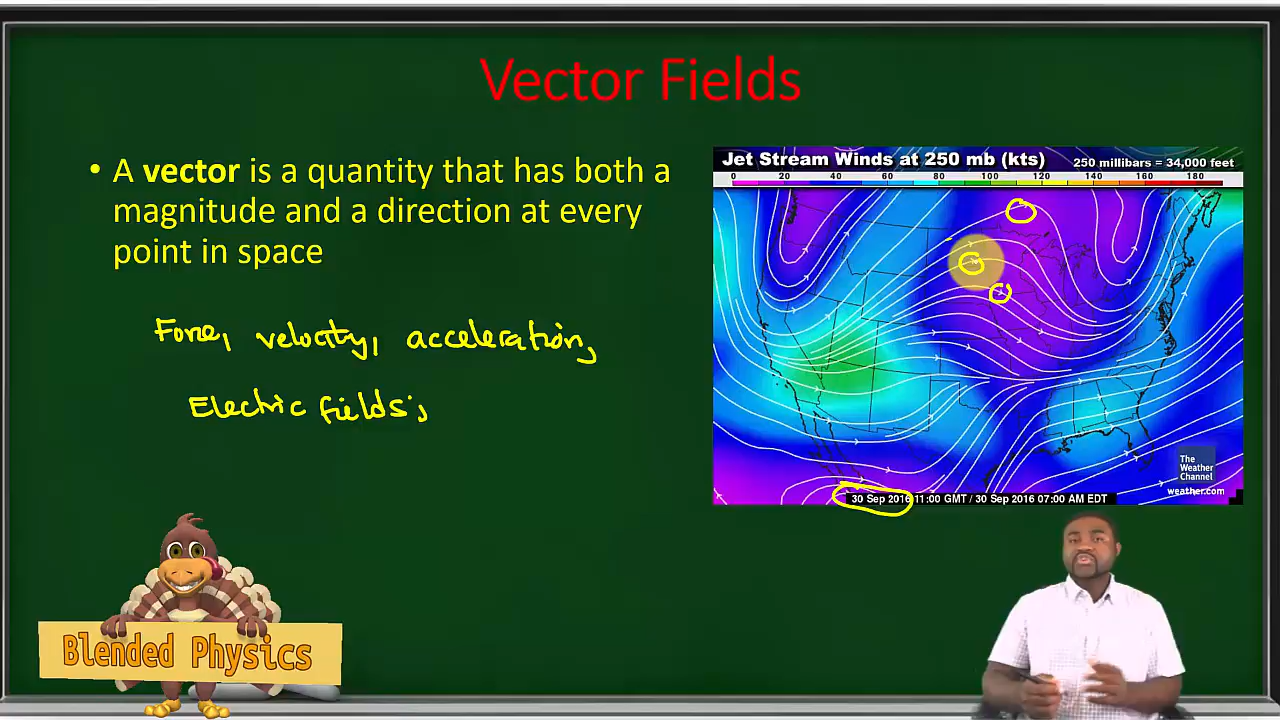 Vector Fields
• A vector is a quantity that has both a
magnitude and a direction at every
point in space
Force, velocity, acceleration,
Electric fields,
Jet Stream Winds at 250 mb (kts) 250 millibars = 34,000 feet
0 20 40 60 80 100 120 140 160 180
The
Weather
Channel
weather.com
30 Sep 2016 11:00 GMT / 30 Sep 2016 07:00 AM EDT
Blended Physics